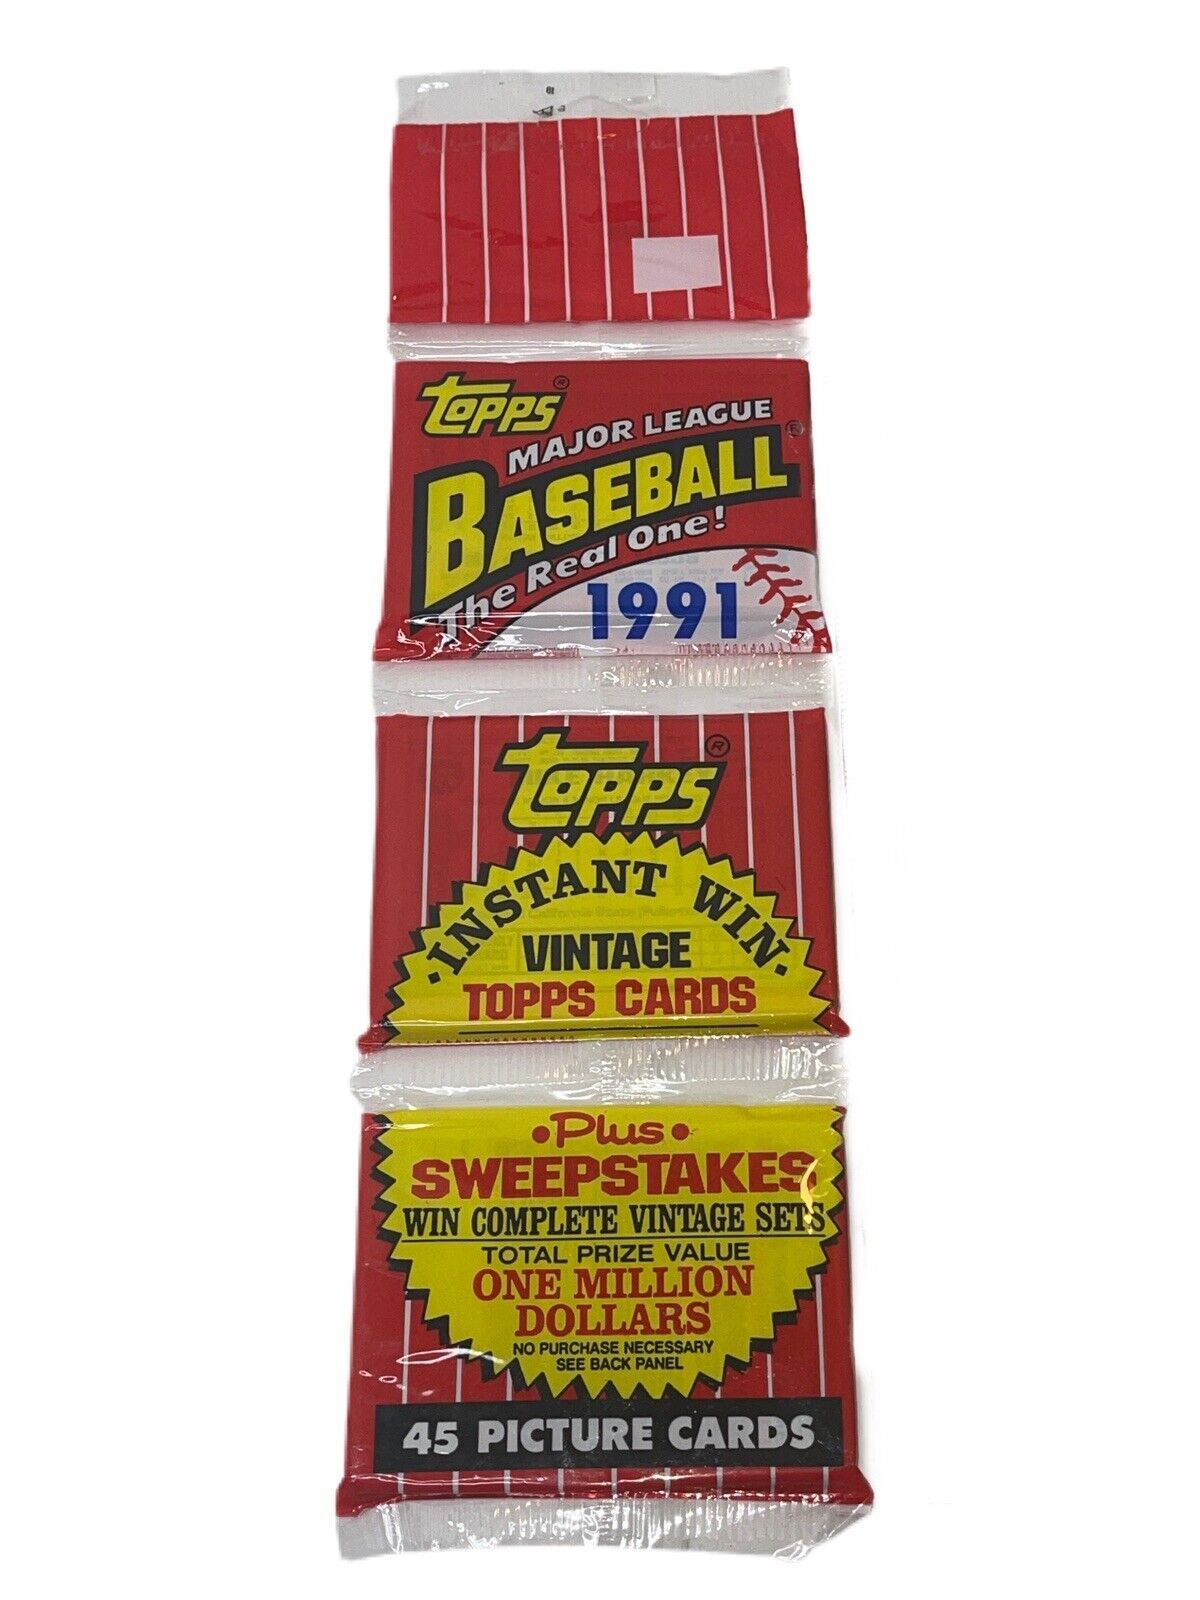 Topps®
MAJOR LEAGUE
BASEBALL®
The Real One!
1991
Topps®
·INSTANT WIN·
VINTAGE
TOPPS CARDS
•Plus•
SWEEPSTAKES
WIN COMPLETE VINTAGE SETS
TOTAL PRIZE VALUE
ONE MILLION
DOLLARS
NO PURCHASE NECESSARY
SEE BACK PANEL
45 PICTURE CARDS